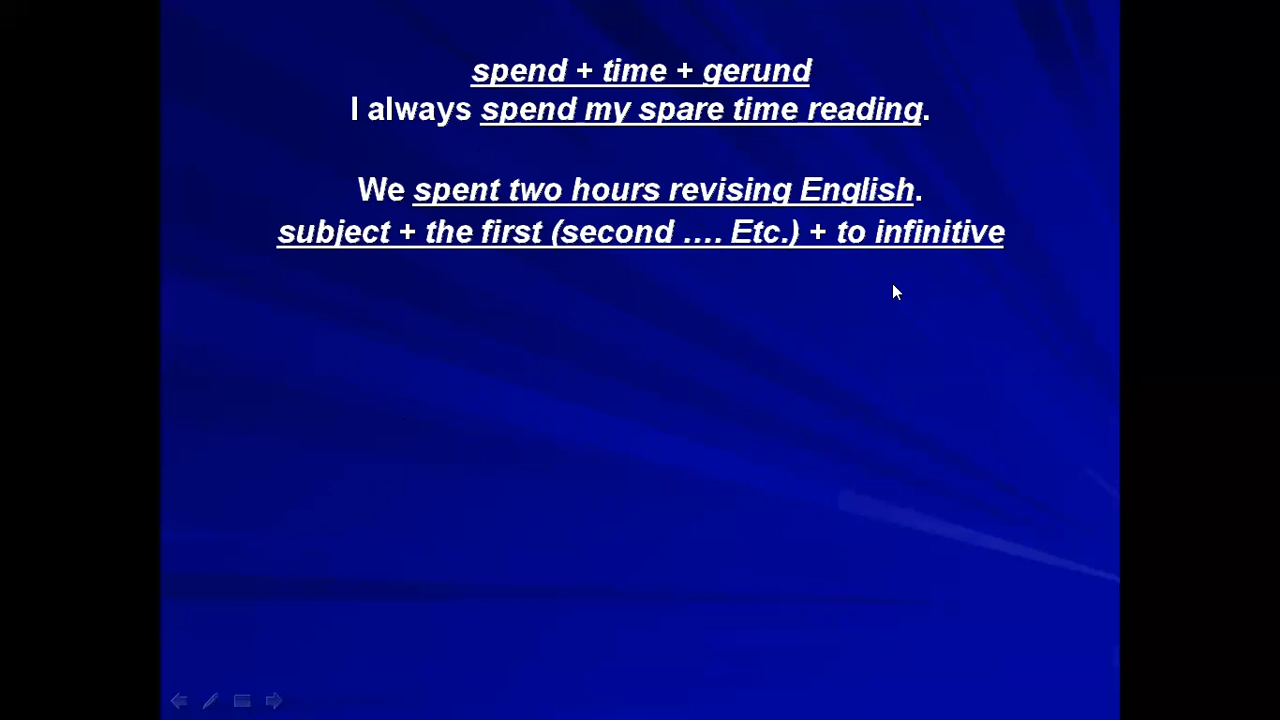 spend + time + gerund
I always spend my spare time reading.
We spent two hours revising English.
subject + the first (second .... Etc.) + to infinitive